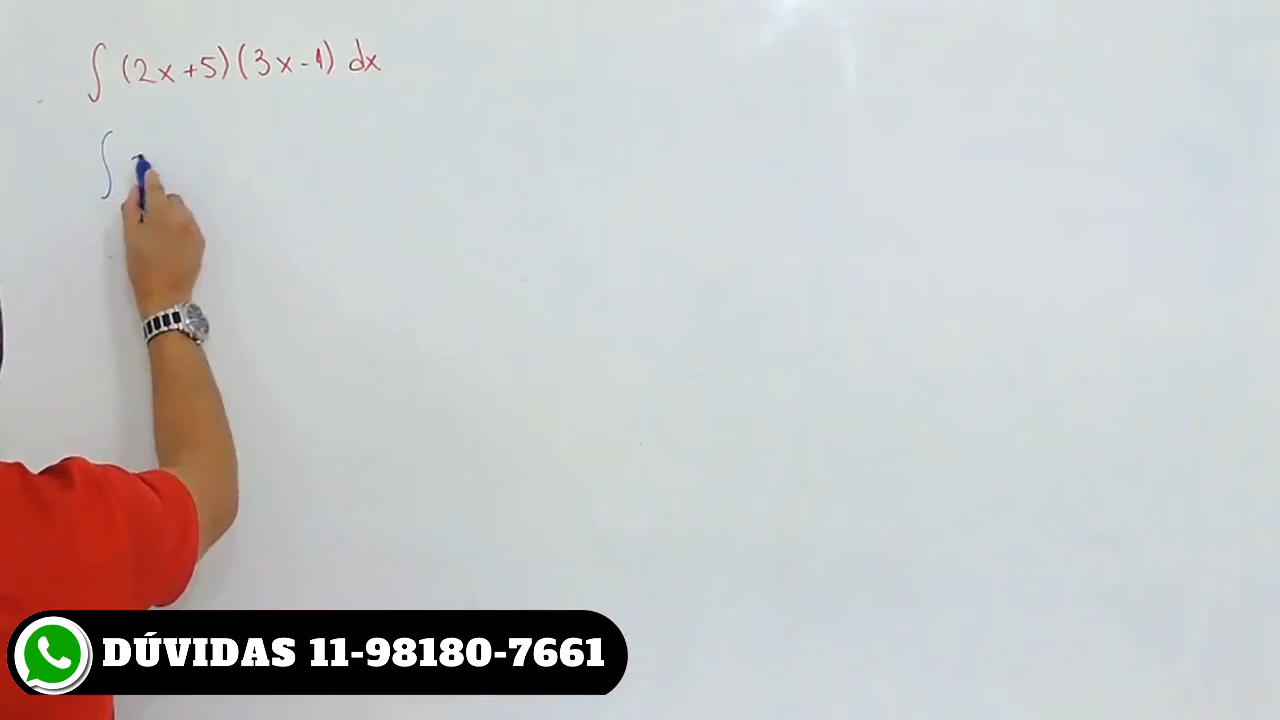 ∫ (2x+5)(3x-1) dx
∫
DÚVIDAS 11-98180-7661